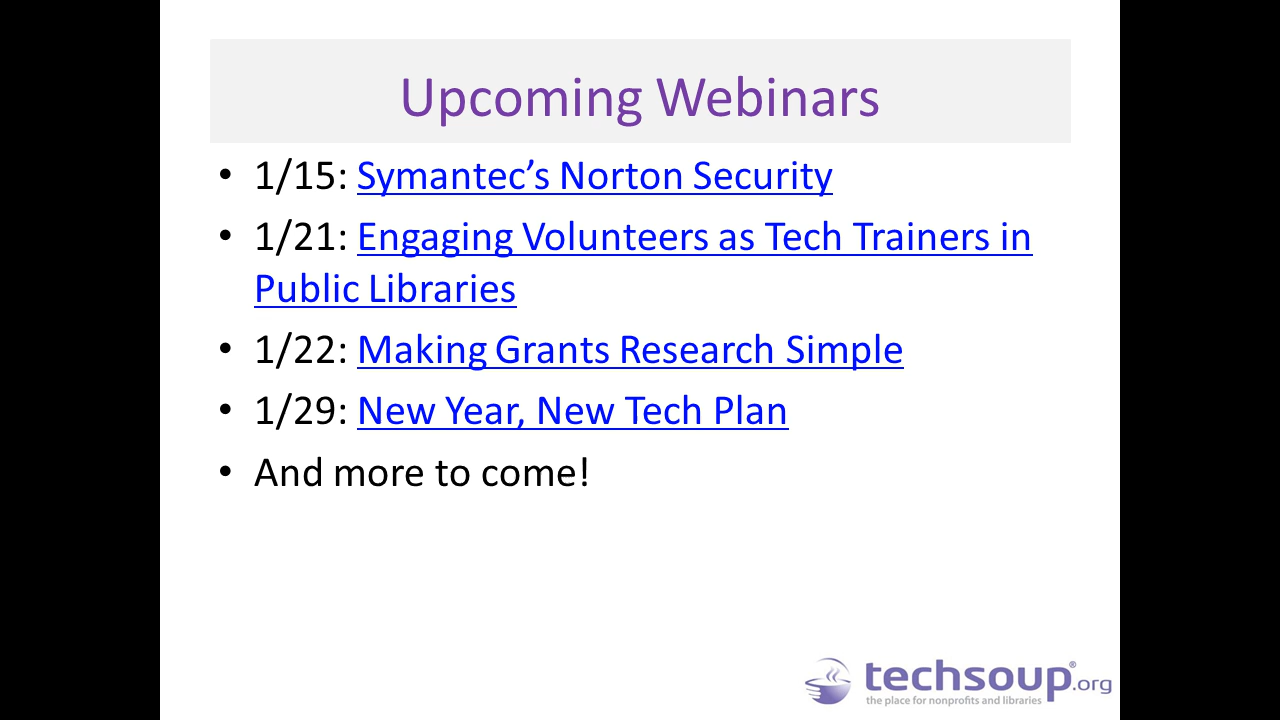 Upcoming Webinars
• 1/15: Symantec’s Norton Security
• 1/21: Engaging Volunteers as Tech Trainers in
Public Libraries
• 1/22: Making Grants Research Simple
• 1/29: New Year, New Tech Plan
• And more to come!
techsoup®.org
the place for nonprofits and libraries